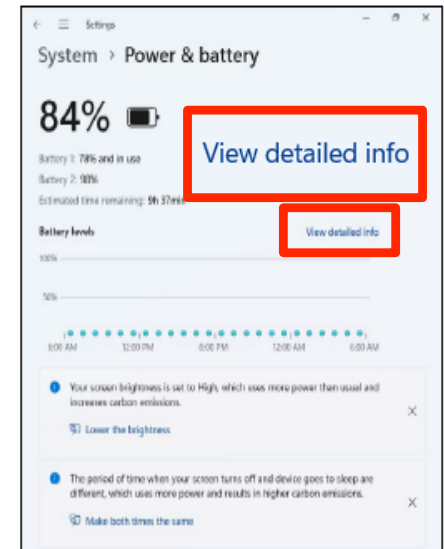 Settings
System > Power & battery
84%
View detailed info
Battery 1: 78% and in use
Battery 2: 98%
Estimated time remaining: 9h 37min
Battery levels
View detailed info
100%
50%
6:00 AM 12:00 PM 6:00 PM 12:00 AM 6:00 AM
Your screen brightness is set to High, which uses more power than usual and
increases carbon emissions.
Lower the brightness
The period of time when your screen turns off and device goes to sleep are
different, which uses more power and results in higher carbon emissions.
Make both times the same